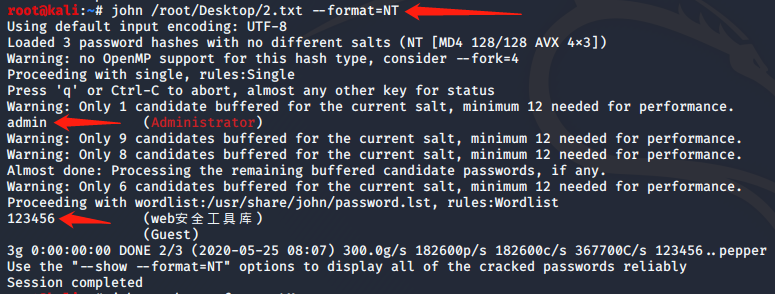 root@kali:~# john /root/Desktop/2.txt --format=NT
Using default input encoding: UTF-8
Loaded 3 password hashes with no different salts (NT [MD4 128/128 AVX 4×3])
Warning: no OpenMP support for this hash type, consider --fork=4
Proceeding with single, rules:Single
Press 'q' or Ctrl-C to abort, almost any other key for status
Warning: Only 1 candidate buffered for the current salt, minimum 12 needed for performance.
admin (Administrator)
Warning: Only 9 candidates buffered for the current salt, minimum 12 needed for performance.
Warning: Only 8 candidates buffered for the current salt, minimum 12 needed for performance.
Almost done: Processing the remaining buffered candidate passwords, if any.
Warning: Only 6 candidates buffered for the current salt, minimum 12 needed for performance.
Proceeding with wordlist:/usr/share/john/password.lst, rules:Wordlist
123456 (web安全工具库)
(Guest)
3g 0:00:00:00 DONE 2/3 (2020-05-25 08:07) 300.0g/s 182600p/s 182600c/s 367700C/s 123456..pepper
Use the "--show --format=NT" options to display all of the cracked passwords reliably
Session completed